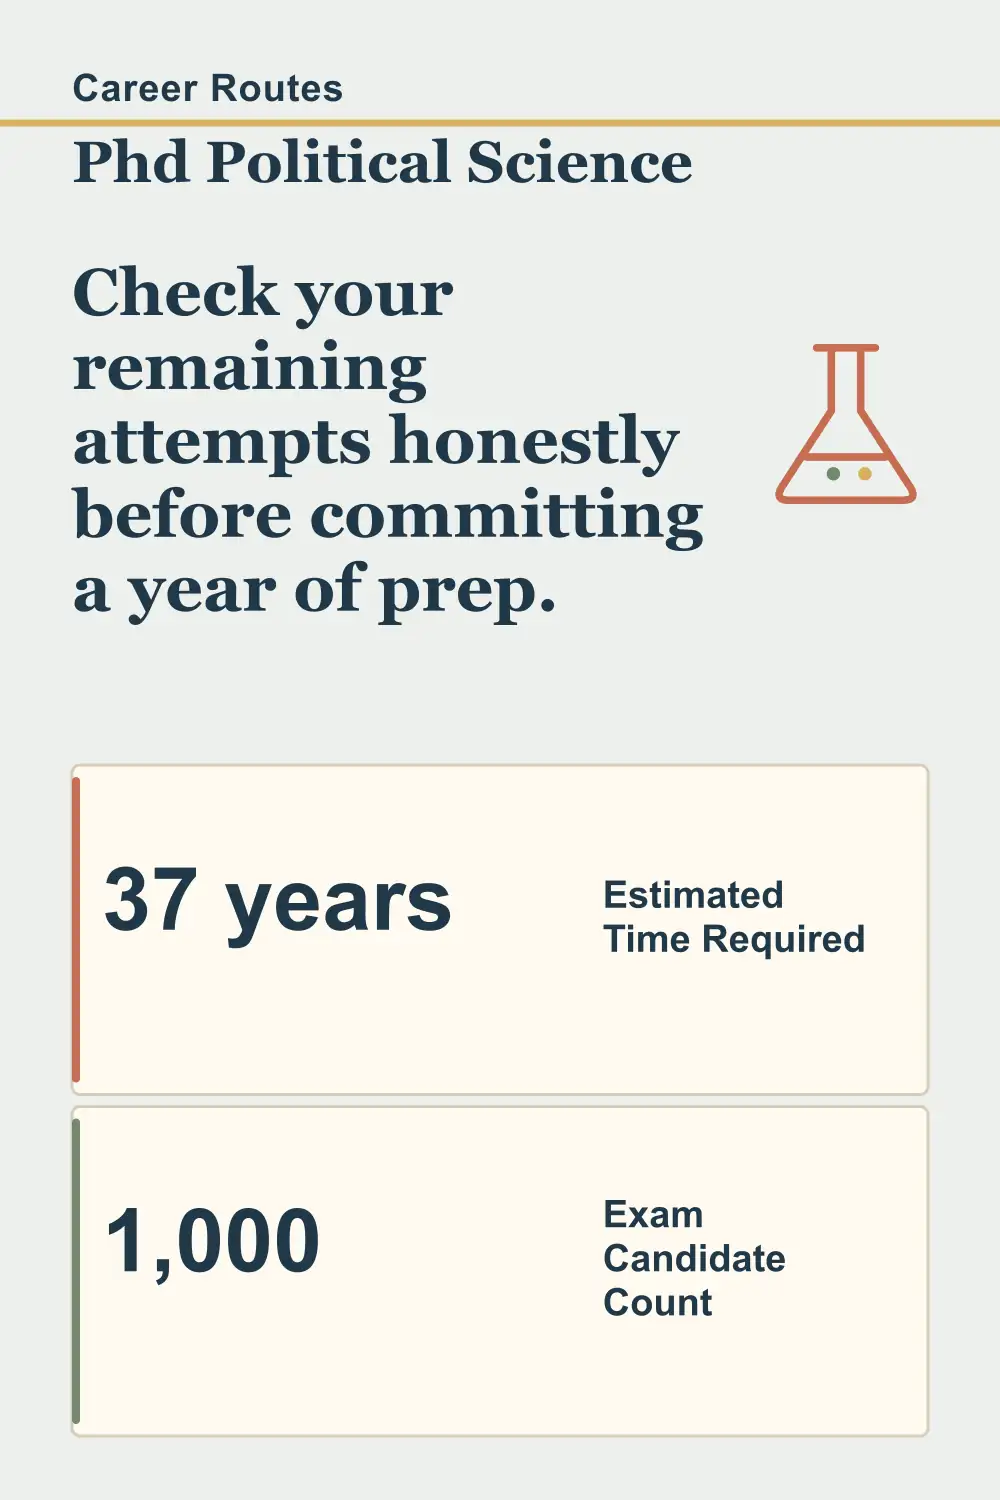 Career Routes
Phd Political Science
Check your
remaining
attempts honestly
before committing
a year of prep.
37 years
Estimated
Time Required
1,000
Exam
Candidate
Count